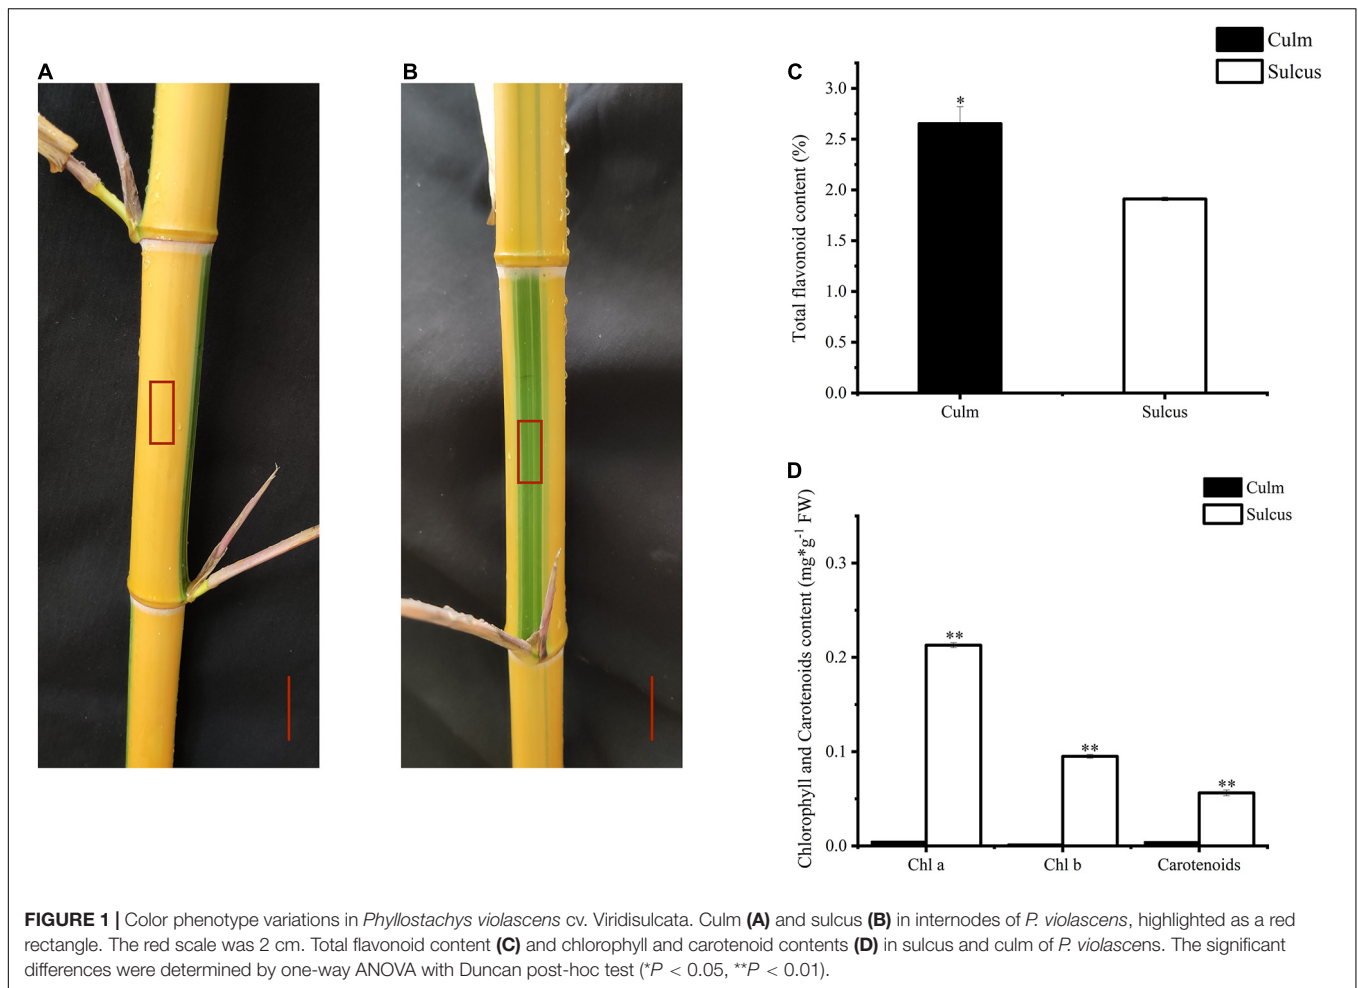 A
B
C
Culm
Sulcus
Total flavonoid content (%)
3.0
2.5
2.0
1.5
1.0
0.5
0.0
*
Culm
Sulcus
D
Culm
Sulcus
Chlorophyll and Carotenoids content (mg*g-1 FW)
0.3
0.2
0.1
0.0
**
**
**
Chl a
Chl b
Carotenoids
FIGURE 1 | Color phenotype variations in Phyllostachys violascens cv. Viridisulcata. Culm (A) and sulcus (B) in internodes of P. violascens, highlighted as a red
rectangle. The red scale was 2 cm. Total flavonoid content (C) and chlorophyll and carotenoid contents (D) in sulcus and culm of P. violascens. The significant
differences were determined by one-way ANOVA with Duncan post-hoc test (*P < 0.05, **P < 0.01).